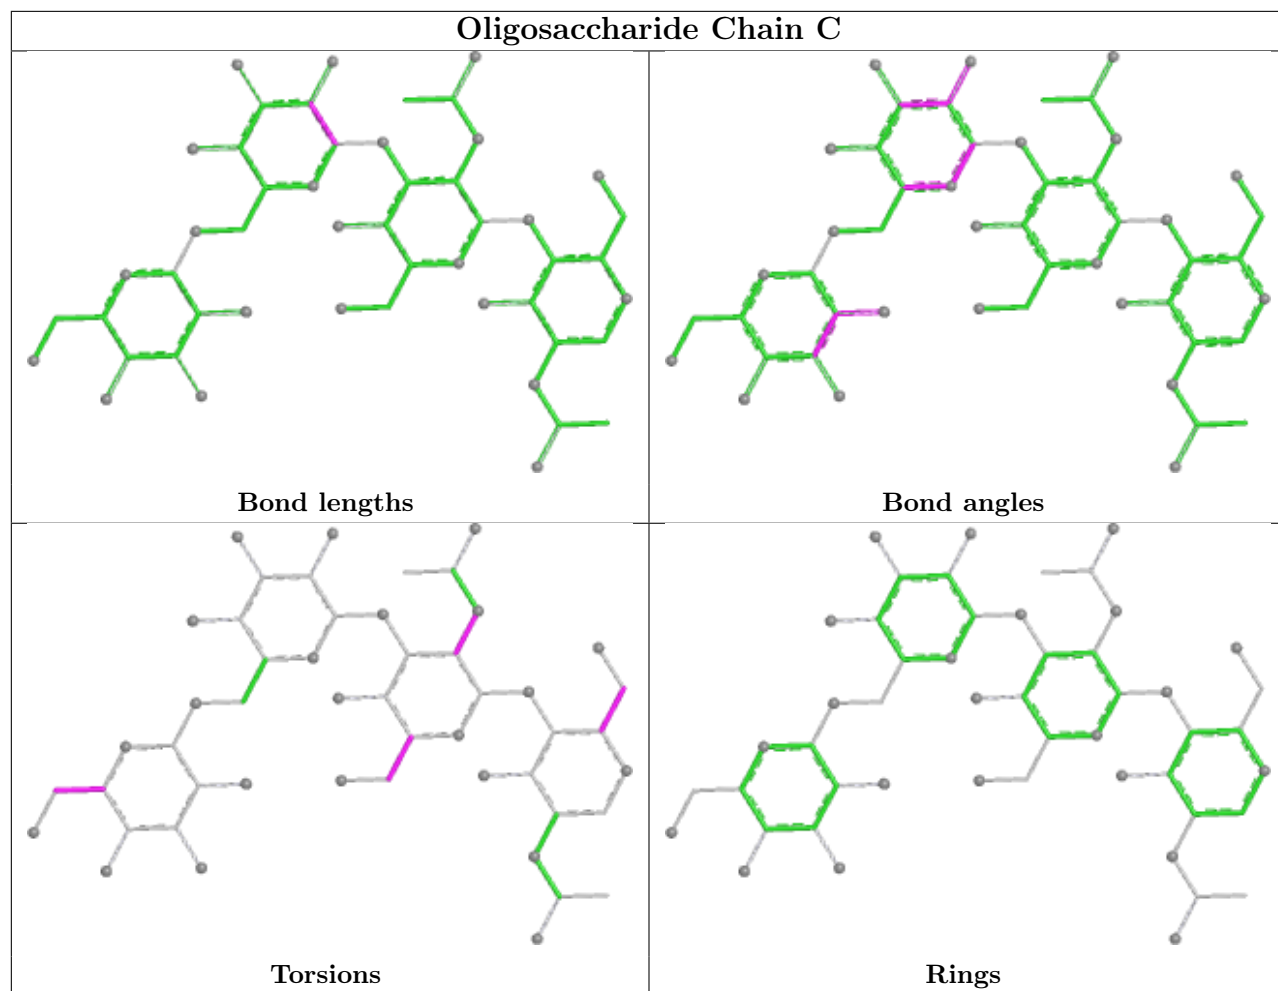 Oligosaccharide Chain C
Bond lengths
Bond angles
Torsions
Rings